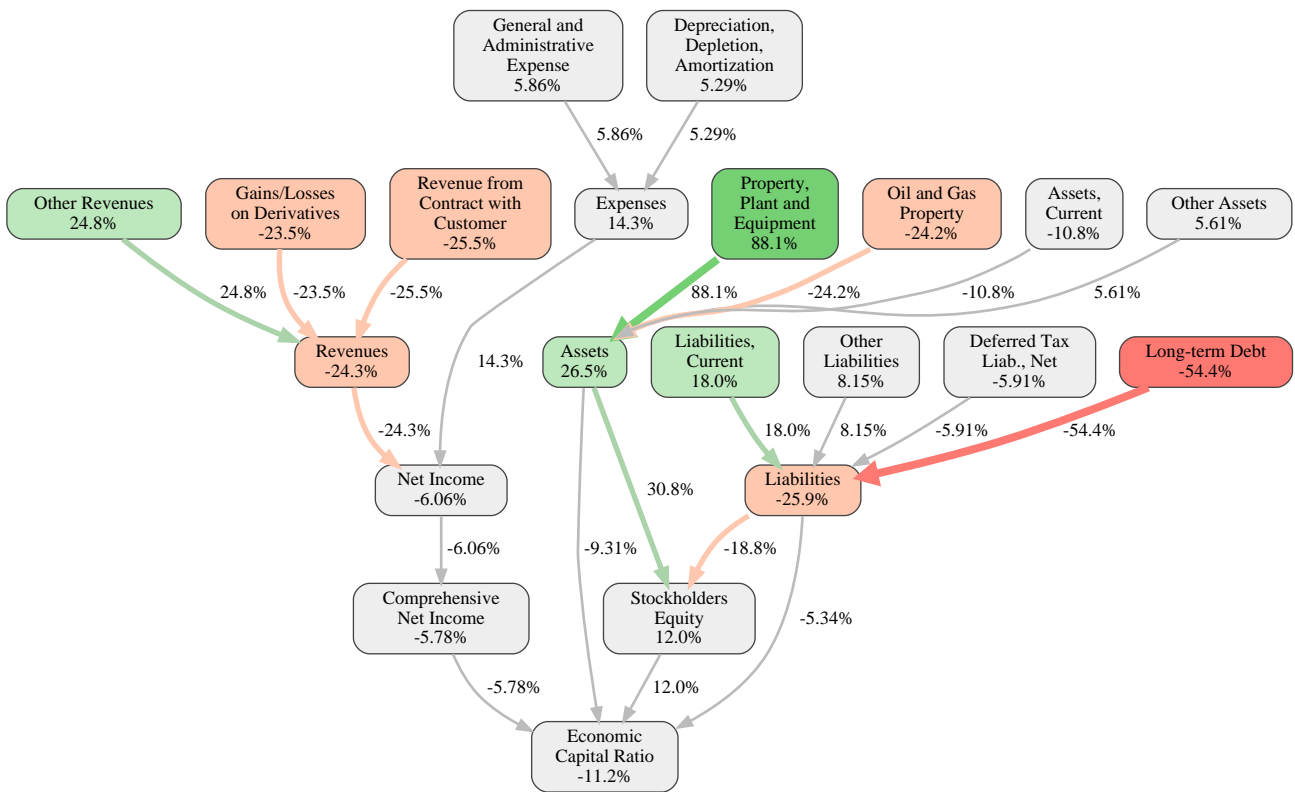 General and
Administrative
Expense
5.86%
Depreciation,
Depletion,
Amortization
5.29%
5.86%
5.29%
Other Revenues
24.8%
Gains/Losses
on Derivatives
-23.5%
Revenue from
Contract with
Customer
-25.5%
Expenses
14.3%
Property,
Plant and
Equipment
88.1%
Oil and Gas
Property
-24.2%
Assets,
Current
-10.8%
Other Assets
5.61%
24.8%
-23.5%
-25.5%
88.1%
-24.2%
-10.8%
5.61%
Revenues
-24.3%
14.3%
Assets
26.5%
Liabilities,
Current
18.0%
Other
Liabilities
8.15%
Deferred Tax
Liab., Net
-5.91%
Long-term Debt
-54.4%
-24.3%
18.0%
8.15%
-5.91%
-54.4%
Net Income
-6.06%
30.8%
Liabilities
-25.9%
-6.06%
-9.31%
-18.8%
Comprehensive
Net Income
-5.78%
Stockholders
Equity
12.0%
-5.34%
-5.78%
12.0%
Economic
Capital Ratio
-11.2%